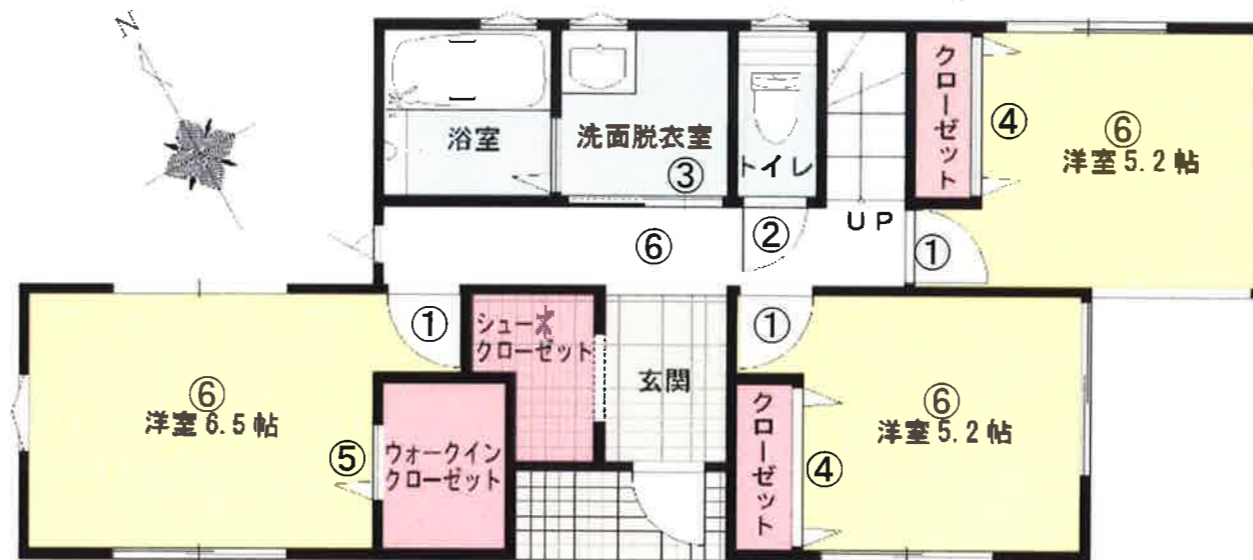 N
浴室
洗面脱衣室
③
トイレ
UP
②
⑥
クローゼット
④
⑥
洋室 5.2 帖
①
①
シューズ
クローゼット
玄関
①
⑥
洋室 6.5 帖
⑤
ウォークイン
クローゼット
クローゼット
④
⑥
洋室 5.2 帖